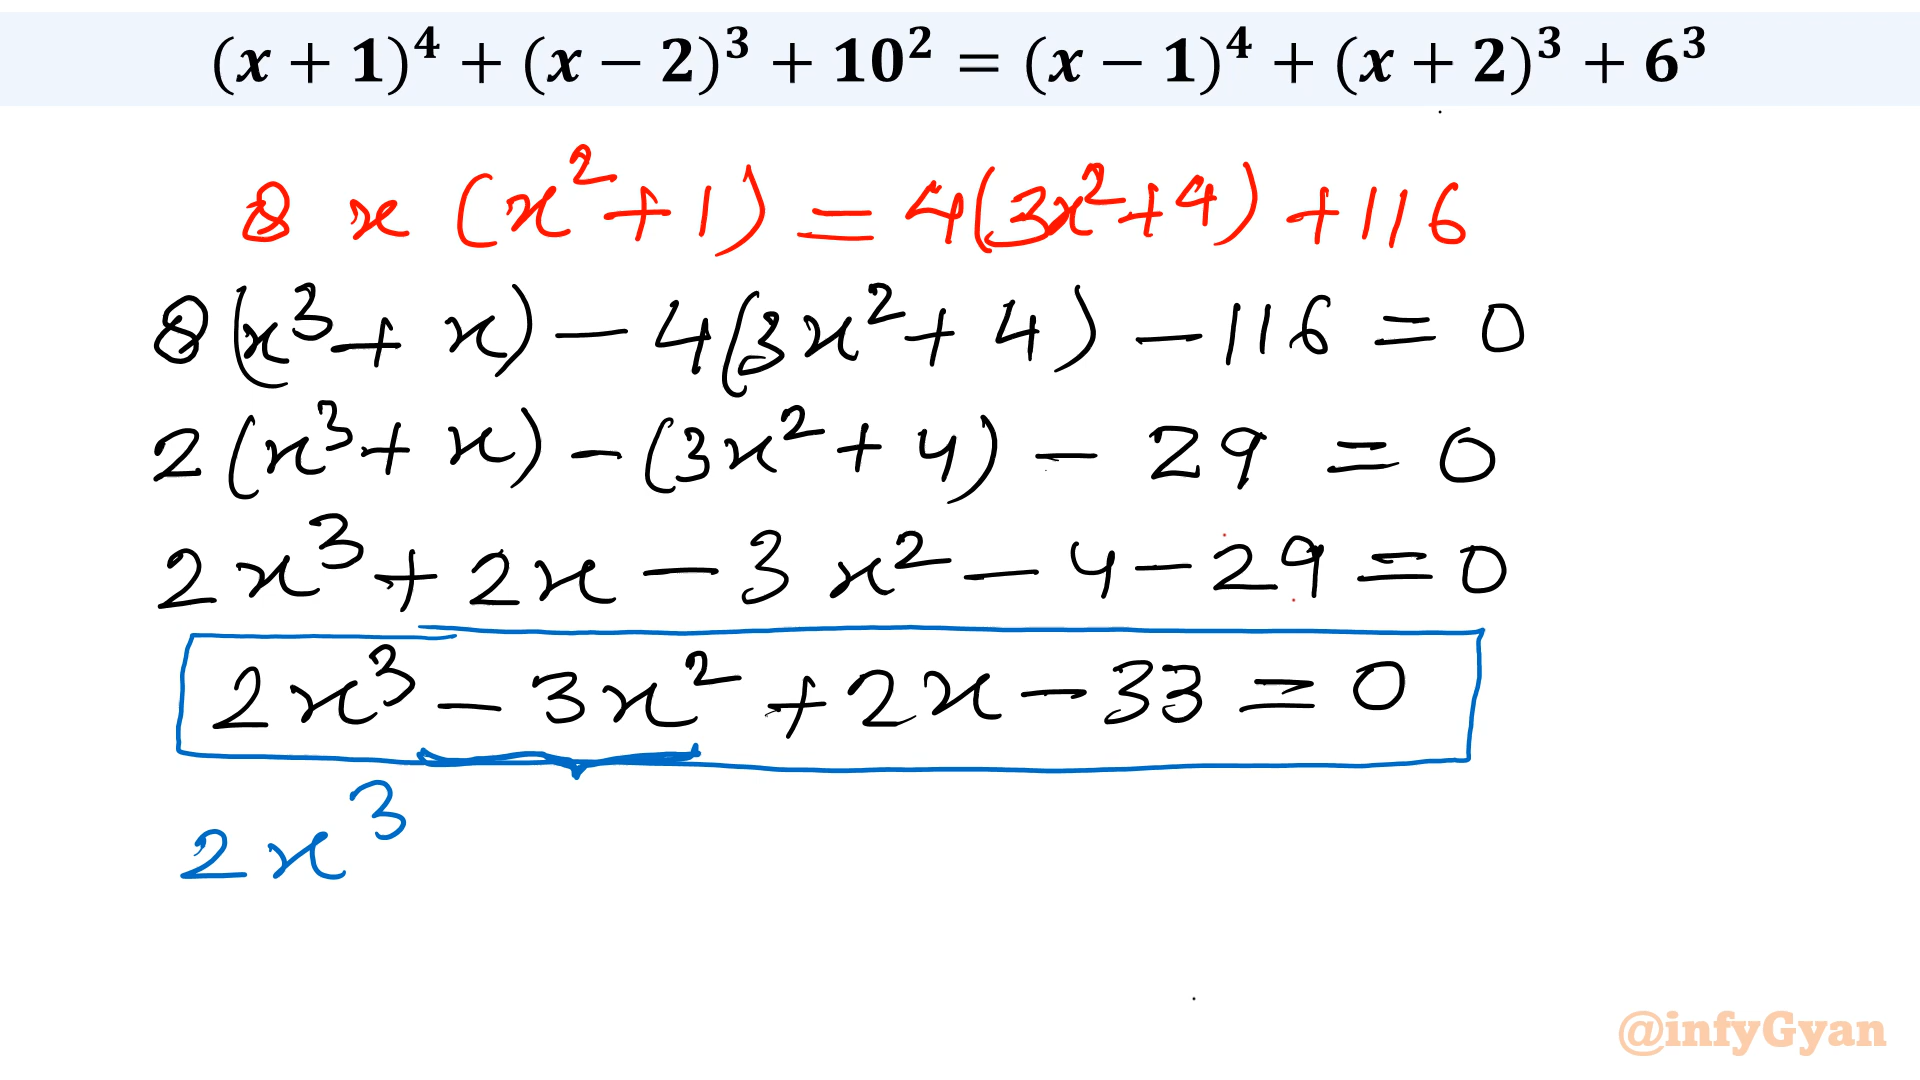 (x + 1)⁴ + (x − 2)³ + 10² = (x − 1)⁴ + (x + 2)³ + 6³
8 x (x² + 1) = 4(3x² + 4) + 116
8(x³ + x) − 4(3x² + 4) − 116 = 0
2(x³ + x) − (3x² + 4) − 29 = 0
2x³ + 2x − 3x² − 4 − 29 = 0
2x³ − 3x² + 2x − 33 = 0
2x³
@infyGyan